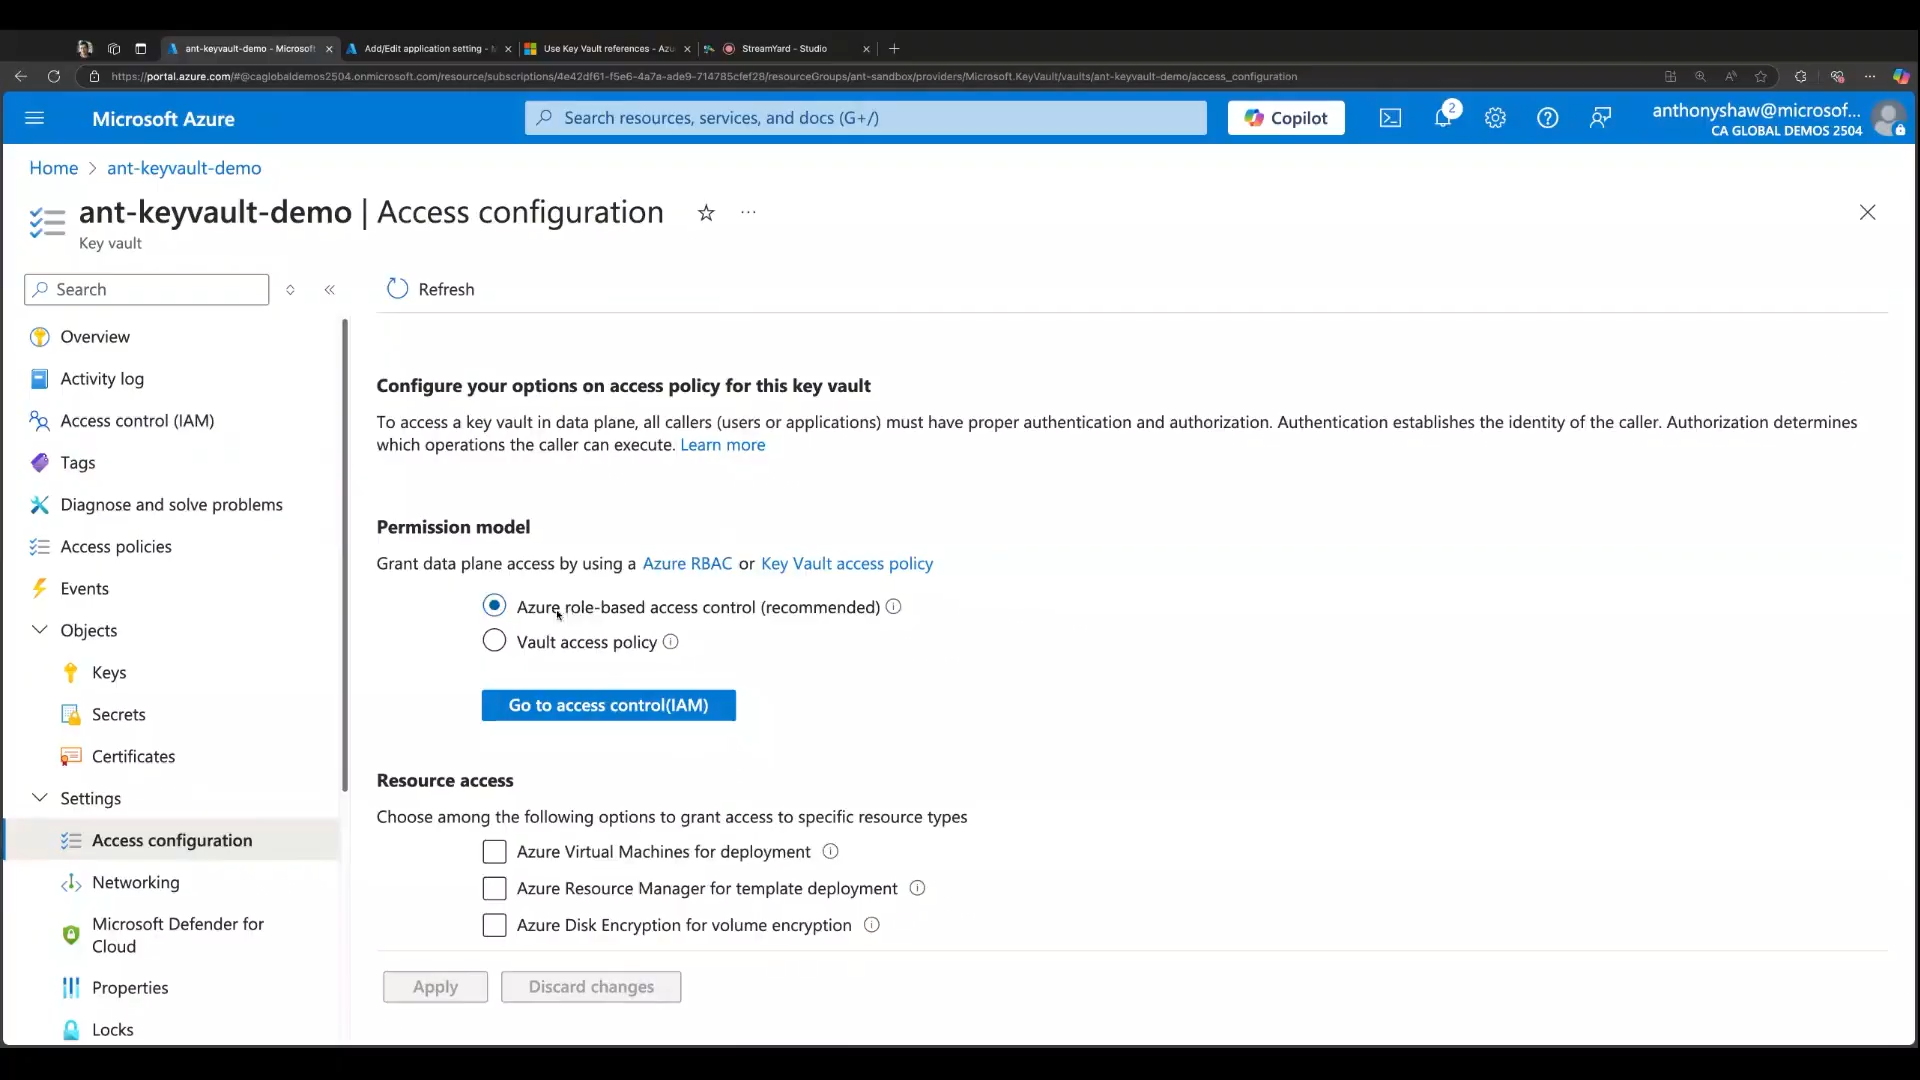 ant-keyvault-demo - Microsoft
Add/Edit application setting - M
Use Key Vault references - Azu
StreamYard - Studio
https://portal.azure.com/#@caglobaldemos2504.onmicrosoft.com/resource/subscriptions/4e42df61-f5e6-4a7a-ade9-714785cfef28/resourceGroups/ant-sandbox/providers/Microsoft.KeyVault/vaults/ant-keyvault-demo/access_configuration
Microsoft Azure
Search resources, services, and docs (G+/)
Copilot
2
anthonyshaw@microsof...
CA GLOBAL DEMOS 2504
Home > ant-keyvault-demo
ant-keyvault-demo | Access configuration
Key vault
Search
Refresh
Overview
Activity log
Access control (IAM)
Tags
Diagnose and solve problems
Access policies
Events
Objects
Keys
Secrets
Certificates
Settings
Access configuration
Networking
Microsoft Defender for
Cloud
Properties
Locks
Configure your options on access policy for this key vault
To access a key vault in data plane, all callers (users or applications) must have proper authentication and authorization. Authentication establishes the identity of the caller. Authorization determines
which operations the caller can execute. Learn more
Permission model
Grant data plane access by using a Azure RBAC or Key Vault access policy
Azure role-based access control (recommended)
Vault access policy
Go to access control(IAM)
Resource access
Choose among the following options to grant access to specific resource types
Azure Virtual Machines for deployment
Azure Resource Manager for template deployment
Azure Disk Encryption for volume encryption
Apply
Discard changes